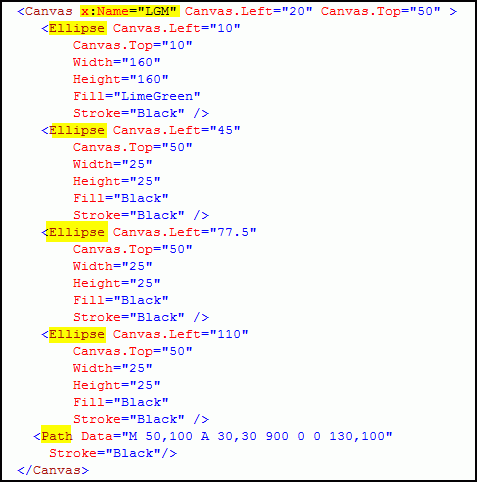 <Canvas x:Name="LGM" Canvas.Left="20" Canvas.Top="50" >
<Ellipse Canvas.Left="10"
Canvas.Top="10"
Width="160"
Height="160"
Fill="LimeGreen"
Stroke="Black" />
<Ellipse Canvas.Left="45"
Canvas.Top="50"
Width="25"
Height="25"
Fill="Black"
Stroke="Black" />
<Ellipse Canvas.Left="77.5"
Canvas.Top="50"
Width="25"
Height="25"
Fill="Black"
Stroke="Black" />
<Ellipse Canvas.Left="110"
Canvas.Top="50"
Width="25"
Height="25"
Fill="Black"
Stroke="Black" />
<Path Data="M 50,100 A 30,30 900 0 0 130,100"
Stroke="Black"/>
</Canvas>